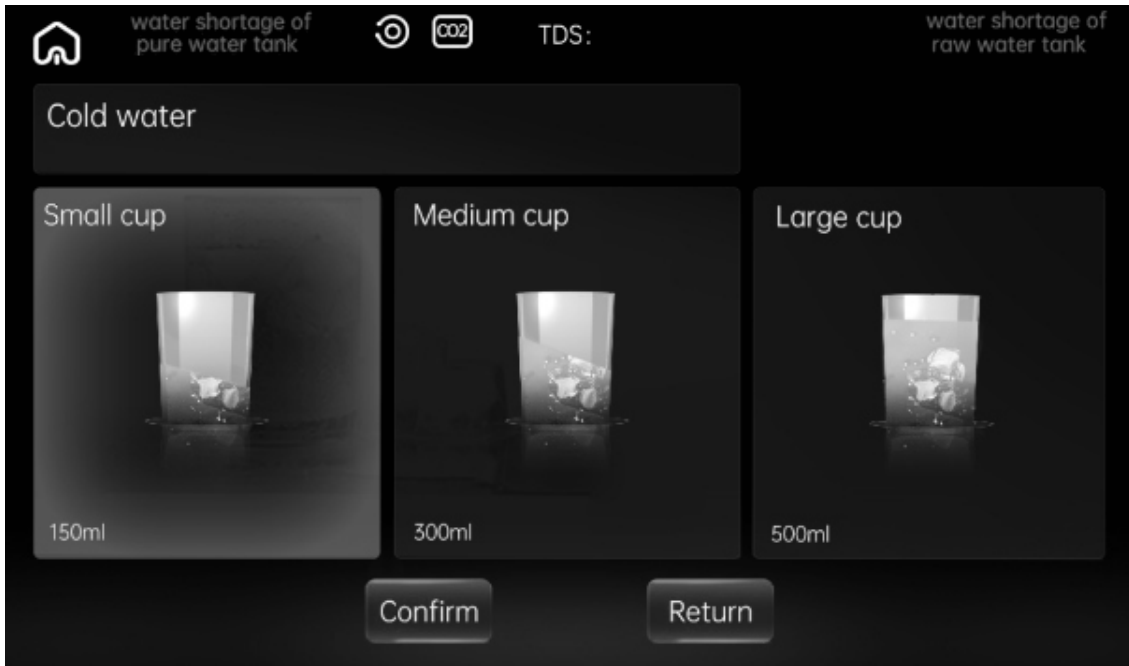 water shortage of
pure water tank
CO2
TDS:
water shortage of
raw water tank
Cold water
Small cup
Medium cup
Large cup
150ml
300ml
500ml
Confirm
Return